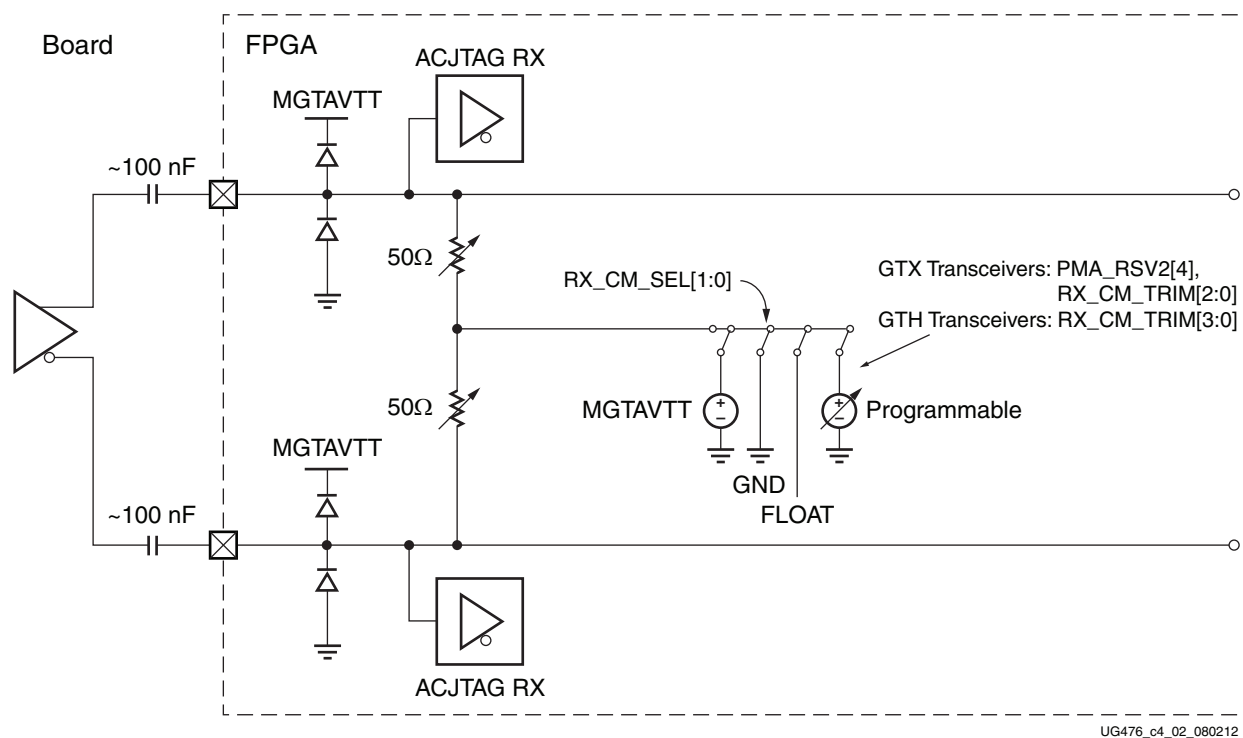 Board
FPGA
ACJTAG RX
MGTAVTT
~100 nF
50Ω
RX_CM_SEL[1:0]
GTX Transceivers: PMA_RSV2[4],
RX_CM_TRIM[2:0]
GTH Transceivers: RX_CM_TRIM[3:0]
50Ω
MGTAVTT
+
−
+
−
Programmable
MGTAVTT
GND
FLOAT
~100 nF
ACJTAG RX
UG476_c4_02_080212